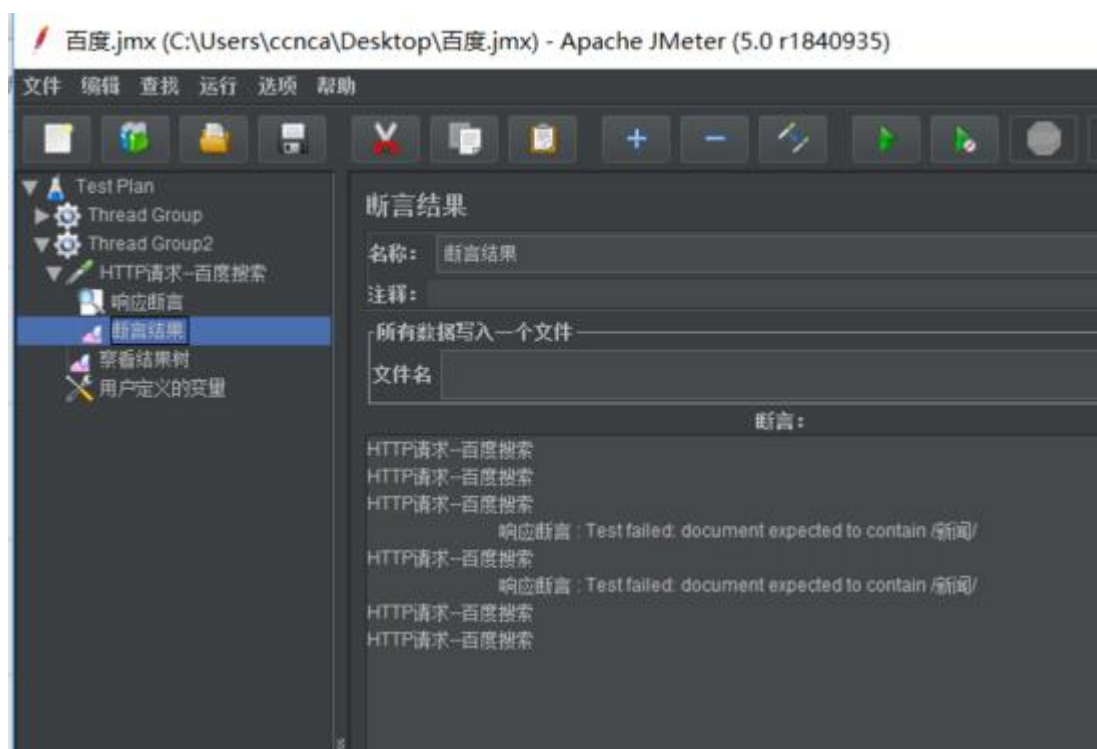 百度.jmx (C:\Users\ccnca\Desktop\百度.jmx) - Apache JMeter (5.0 r1840935)
文件 编辑 查找 运行 选项 帮助
Test Plan
Thread Group
Thread Group2
HTTP请求--百度搜索
响应断言
断言结果
察看结果树
用户定义的变量
断言结果
名称： 断言结果
注释：
所有数据写入一个文件
文件名
断言：
HTTP请求--百度搜索
HTTP请求--百度搜索
HTTP请求--百度搜索
响应断言 : Test failed: document expected to contain /新闻/
HTTP请求--百度搜索
响应断言 : Test failed: document expected to contain /新闻/
HTTP请求--百度搜索
HTTP请求--百度搜索